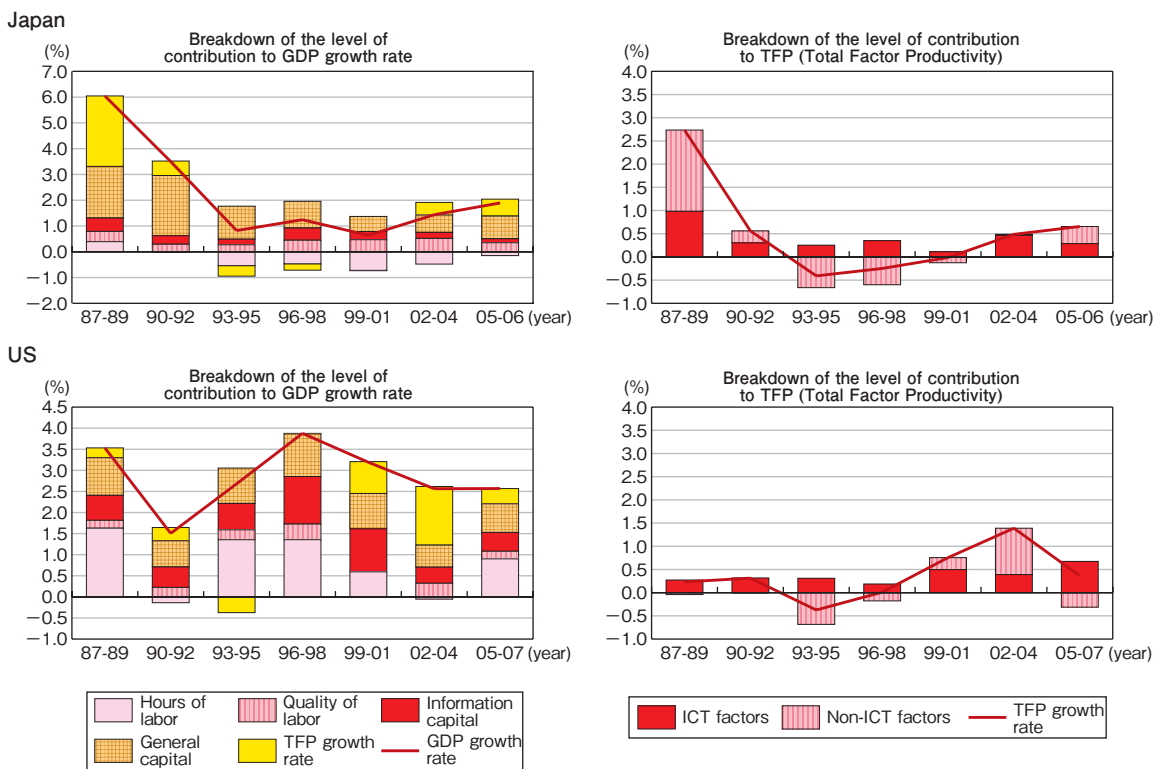 Japan
Breakdown of the level of
contribution to GDP growth rate
(%)
7.0
6.0
5.0
4.0
3.0
2.0
1.0
0.0
−1.0
−2.0
87-89 90-92 93-95 96-98 99-01 02-04 05-06 (year)
Breakdown of the level of contribution
to TFP (Total Factor Productivity)
(%)
4.0
3.5
3.0
2.5
2.0
1.5
1.0
0.5
0.0
−0.5
−1.0
87-89 90-92 93-95 96-98 99-01 02-04 05-06 (year)
US
Breakdown of the level of
contribution to GDP growth rate
(%)
4.5
4.0
3.5
3.0
2.5
2.0
1.5
1.0
0.5
0.0
−0.5
−1.0
87-89 90-92 93-95 96-98 99-01 02-04 05-07 (year)
Breakdown of the level of contribution
to TFP (Total Factor Productivity)
(%)
4.0
3.5
3.0
2.5
2.0
1.5
1.0
0.5
0.0
−0.5
−1.0
87-89 90-92 93-95 96-98 99-01 02-04 05-07 (year)
Hours of
labor
Quality of
labor
Information
capital
General
capital
TFP growth
rate
GDP growth
rate
ICT factors
Non-ICT factors
TFP growth
rate